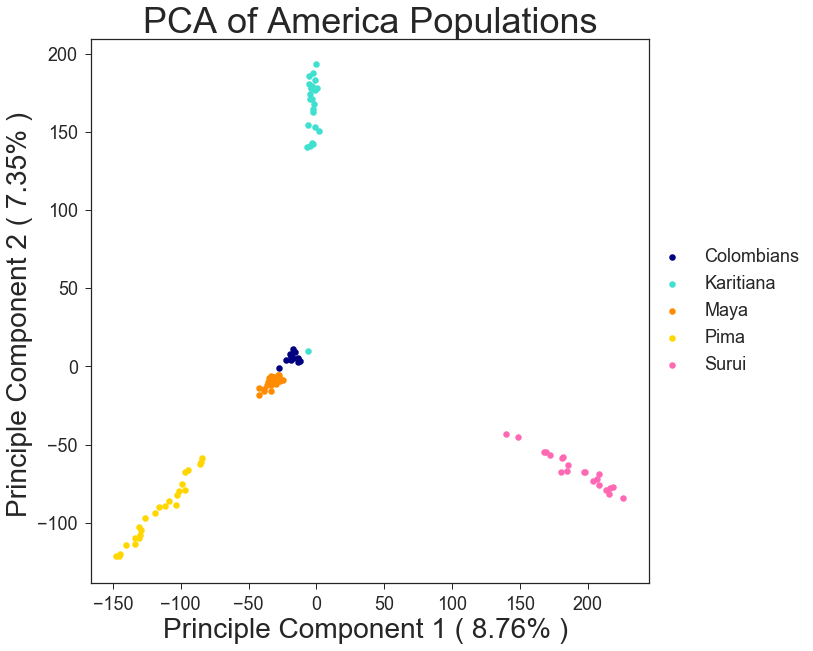 PCA of America Populations
Principle Component 2 ( 7.35% )
200
150
100
50
0
−50
−100
−150
−100
−50
0
50
100
150
200
Principle Component 1 ( 8.76% )
Colombians
Karitiana
Maya
Pima
Surui